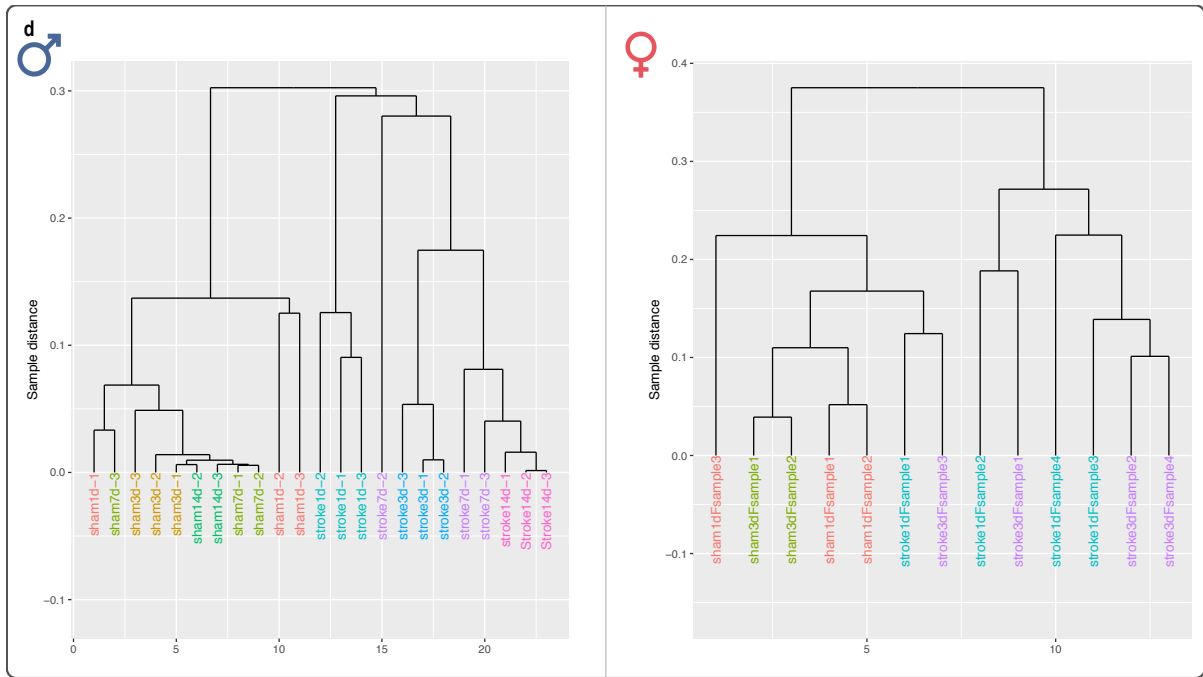 d
Sample distance
0.3
0.2
0.1
0.0
−0.1
sham1d−1
sham7d−3
sham3d−3
sham3d−2
sham3d−1
sham14d−2
sham14d−3
sham7d−1
sham7d−2
sham1d−2
sham1d−3
stroke1d−2
stroke1d−1
stroke1d−3
stroke7d−2
stroke3d−3
stroke3d−1
stroke3d−2
stroke7d−1
stroke7d−3
stroke14d−1
Stroke14d−2
Stroke14d−3
0 5 10 15 20
Sample distance
0.4
0.3
0.2
0.1
0.0
−0.1
sham1dFsample3
sham3dFsample1
sham3dFsample2
sham1dFsample1
sham1dFsample2
stroke1dFsample1
stroke3dFsample3
stroke1dFsample2
stroke3dFsample1
stroke1dFsample4
stroke1dFsample3
stroke3dFsample2
stroke3dFsample4
5 10